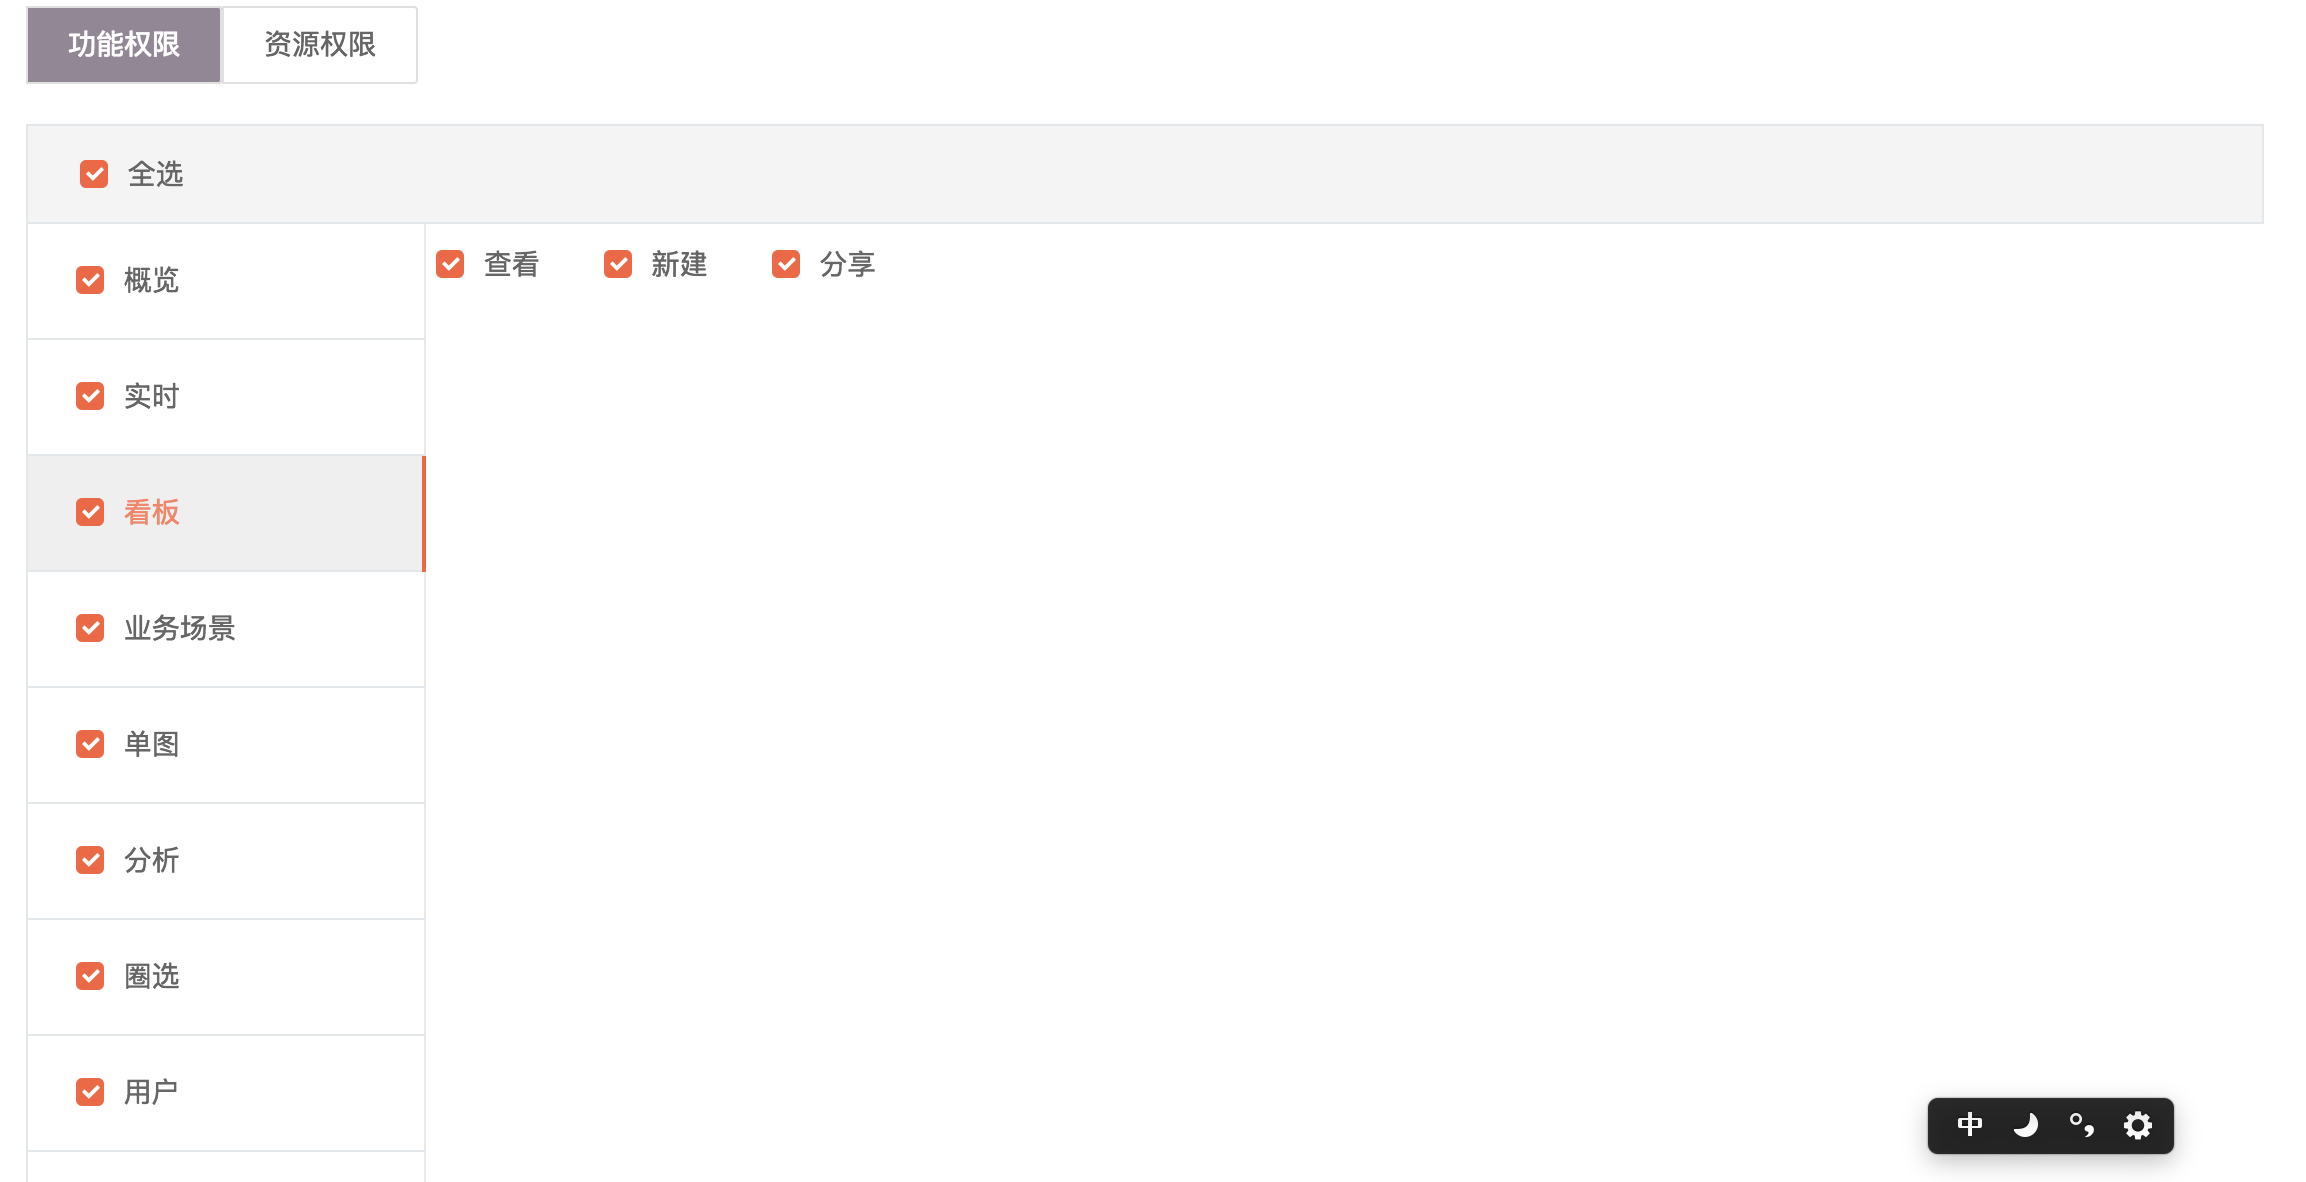 功能权限 资源权限
全选
概览 查看 新建 分享
实时
看板
业务场景
单图
分析
圈选
用户
中 °,